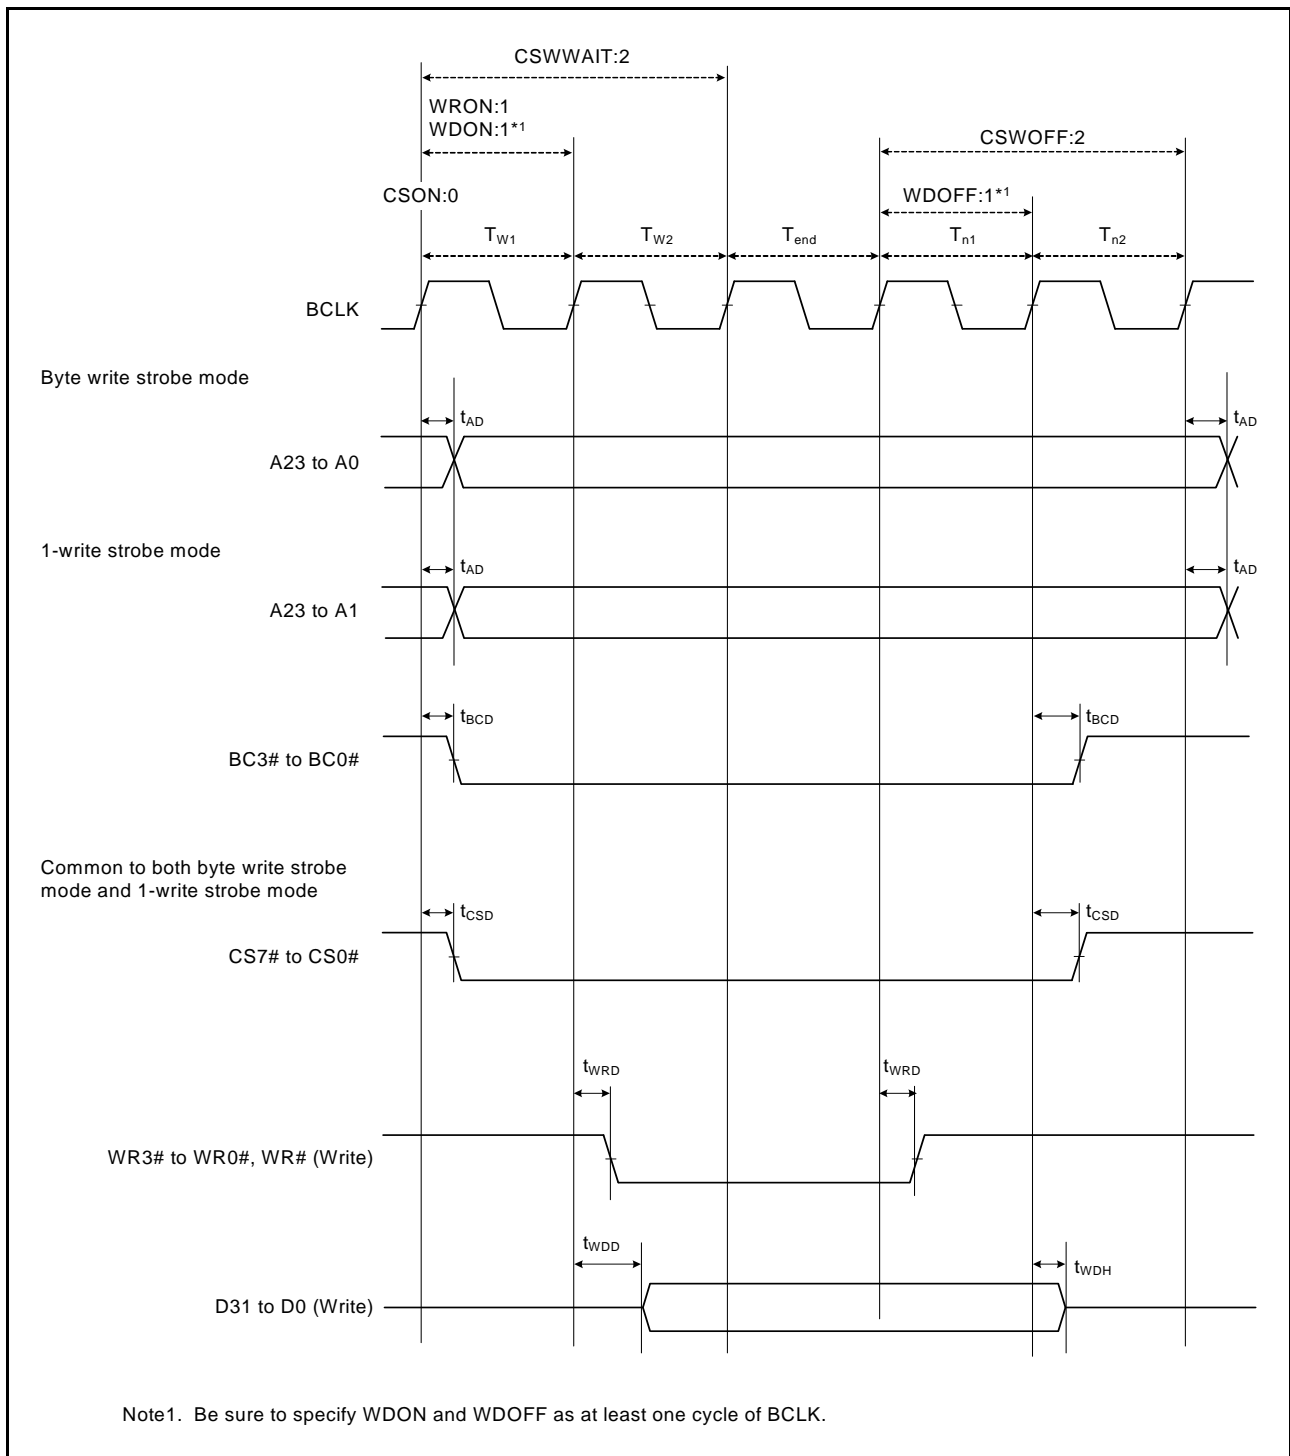 CSWWAIT:2
WRON:1
WDON:1*1
CSWOFF:2
CSON:0
WDOFF:1*1
TW1 TW2 Tend Tn1 Tn2
BCLK
Byte write strobe mode
tAD tAD
A23 to A0
1-write strobe mode
tAD tAD
A23 to A1
tBCD tBCD
BC3# to BC0#
Common to both byte write strobe
mode and 1-write strobe mode
tCSD tCSD
CS7# to CS0#
tWRD tWRD
WR3# to WR0#, WR# (Write)
tWDD
tWDH
D31 to D0 (Write)
Note1. Be sure to specify WDON and WDOFF as at least one cycle of BCLK.